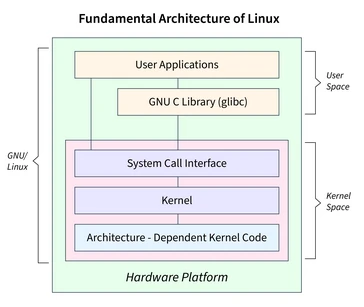 Fundamental Architecture of Linux
User Applications
GNU C Library (glibc)
User
Space
GNU/
Linux
System Call Interface
Kernel
Architecture - Dependent Kernel Code
Kernel
Space
Hardware Platform